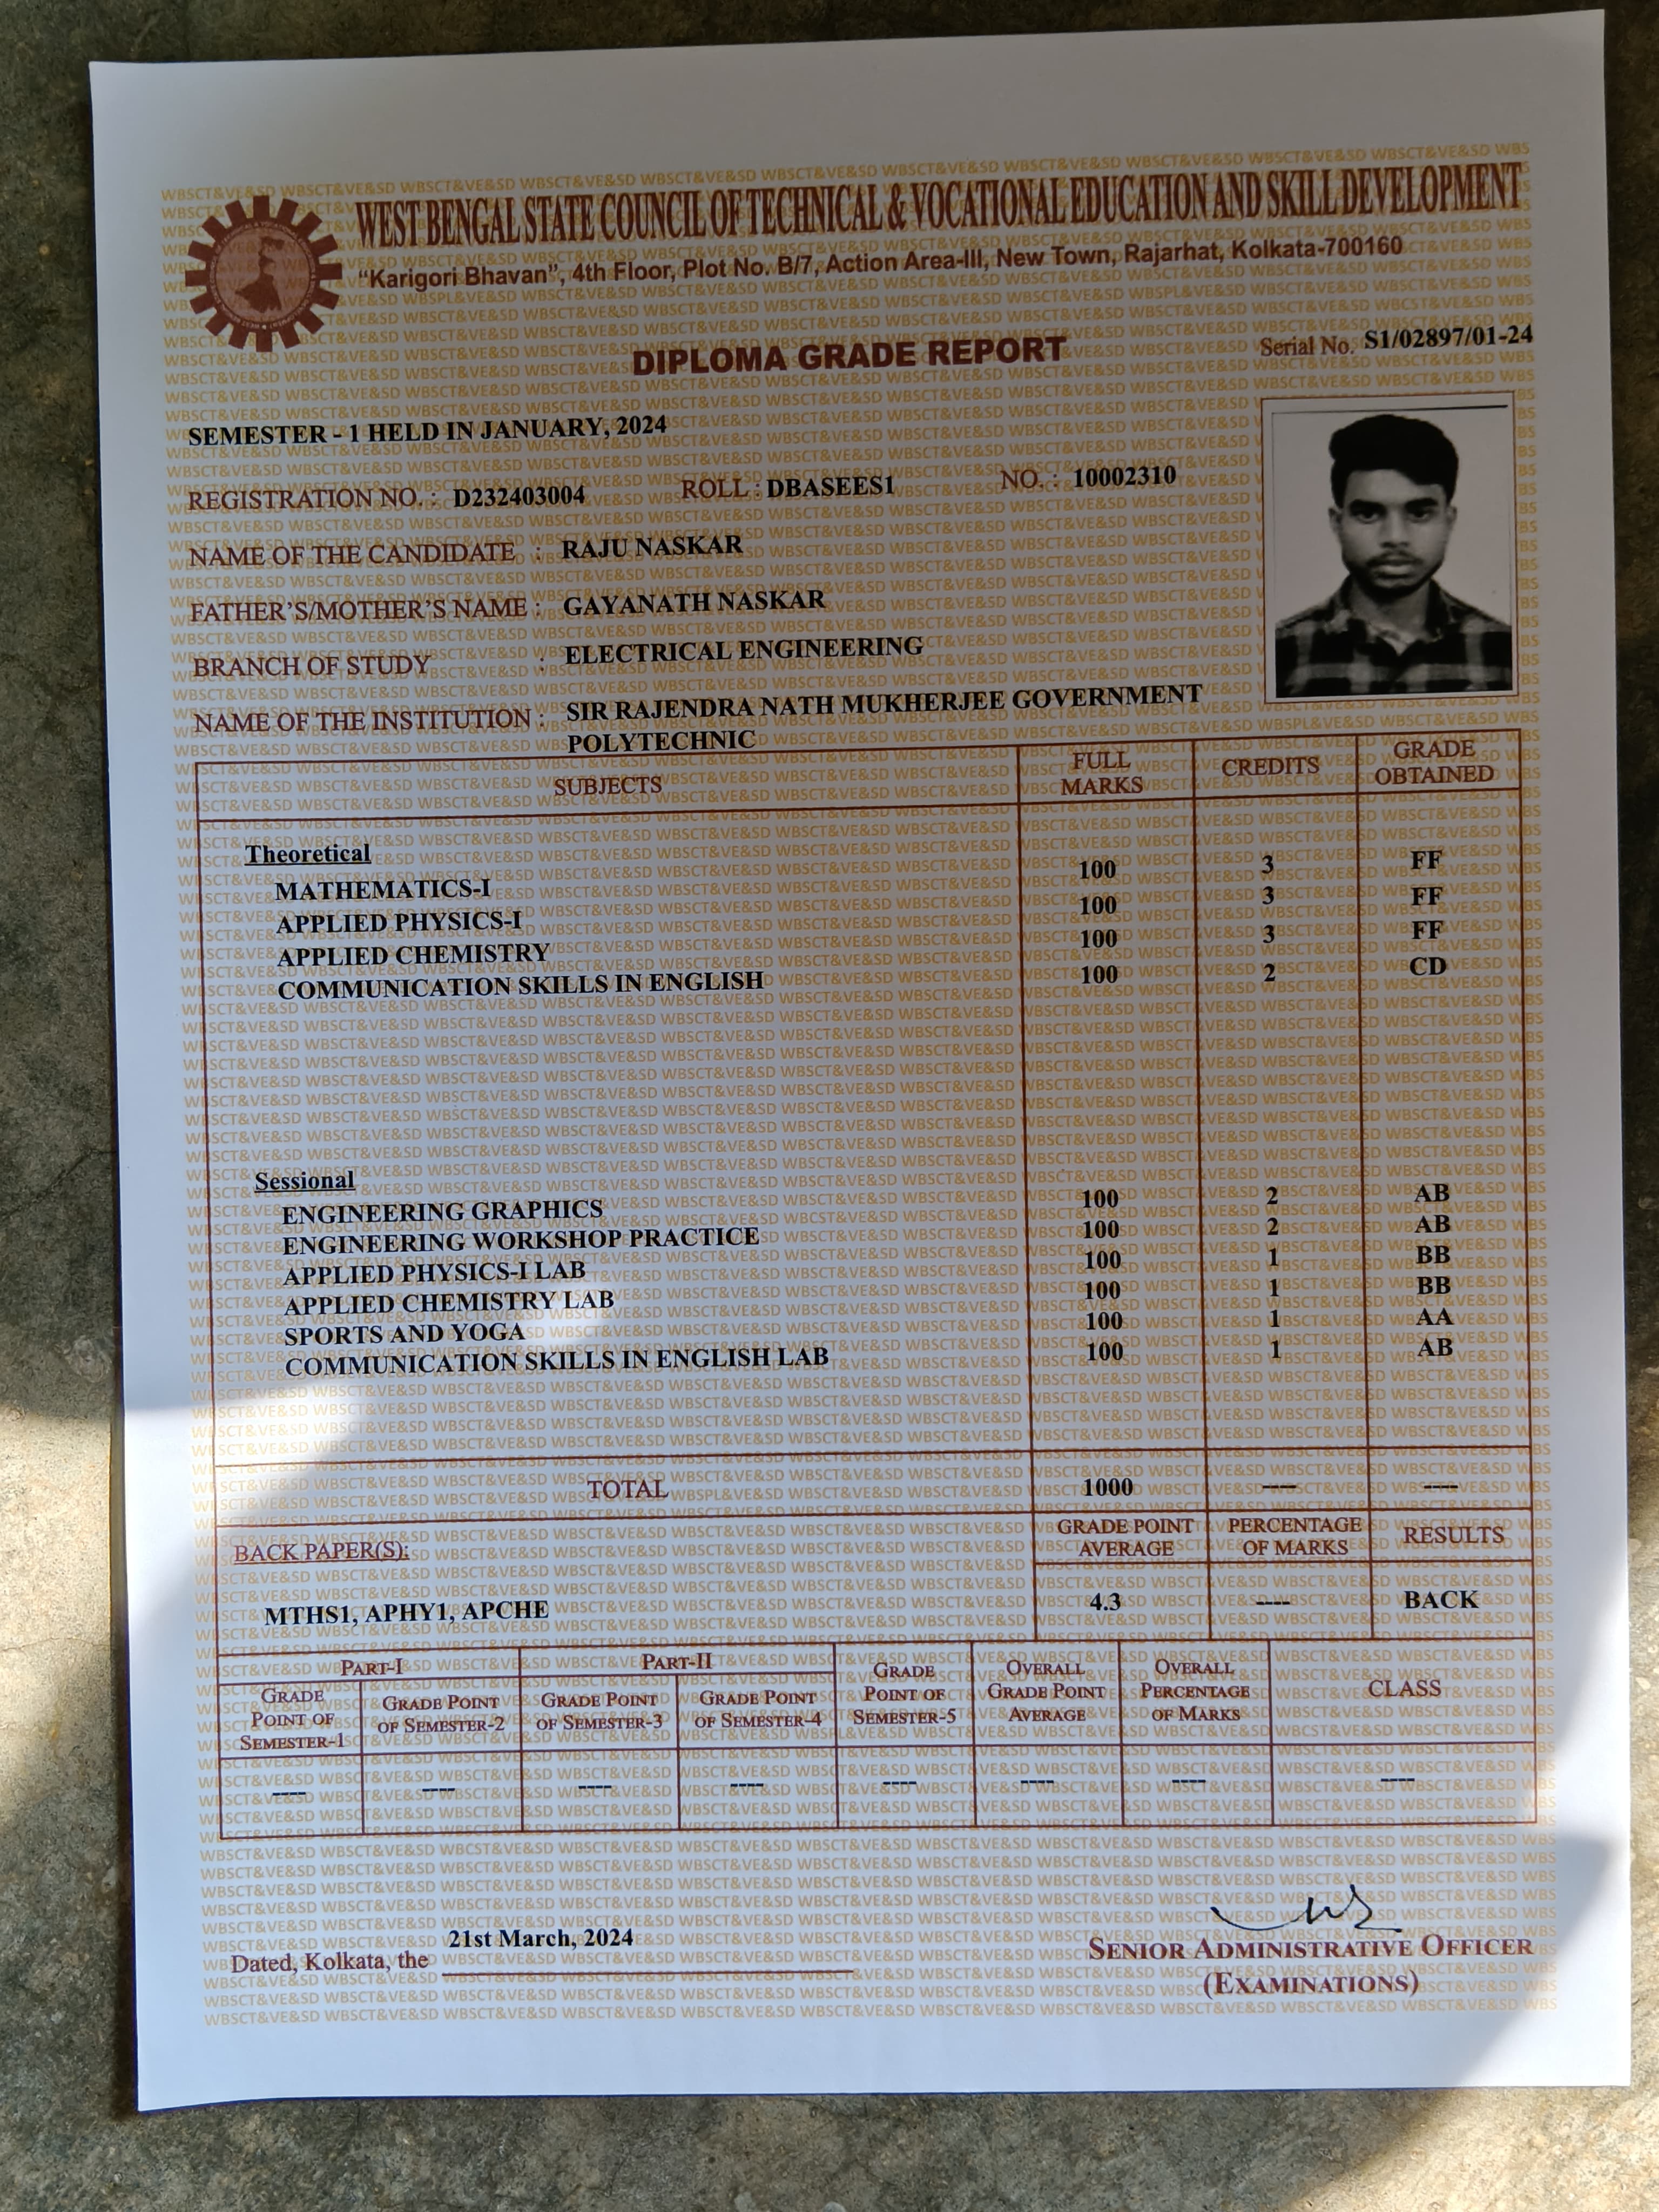 WEST BENGAL STATE COUNCIL OF TECHNICAL & VOCATIONAL EDUCATION AND SKILL DEVELOPMENT
“Karigori Bhavan”, 4th Floor, Plot No. B/7, Action Area-III, New Town, Rajarhat, Kolkata-700160
DIPLOMA GRADE REPORT
Serial No. S1/02897/01-24
SEMESTER - 1 HELD IN JANUARY, 2024
REGISTRATION NO. : D232403004 ROLL : DBASEES1 NO. : 10002310
NAME OF THE CANDIDATE : RAJU NASKAR
FATHER'S/MOTHER'S NAME : GAYANATH NASKAR
BRANCH OF STUDY : ELECTRICAL ENGINEERING
NAME OF THE INSTITUTION : SIR RAJENDRA NATH MUKHERJEE GOVERNMENT
POLYTECHNIC
SUBJECTS FULL MARKS CREDITS GRADE OBTAINED
Theoretical
MATHEMATICS-I 100 3 FF
APPLIED PHYSICS-I 100 3 FF
APPLIED CHEMISTRY 100 3 FF
COMMUNICATION SKILLS IN ENGLISH 100 2 CD
Sessional
ENGINEERING GRAPHICS 100 2 AB
ENGINEERING WORKSHOP PRACTICE 100 2 AB
APPLIED PHYSICS-I LAB 100 1 BB
APPLIED CHEMISTRY LAB 100 1 BB
SPORTS AND YOGA 100 1 AA
COMMUNICATION SKILLS IN ENGLISH LAB 100 1 AB
TOTAL 1000 ---- ----
BACK PAPER(S): GRADE POINT AVERAGE PERCENTAGE OF MARKS RESULTS
MTHS1, APHY1, APCHE 4.3 ---- BACK
PART-I PART-II
GRADE POINT OF SEMESTER-1 GRADE POINT OF SEMESTER-2 GRADE POINT OF SEMESTER-3 GRADE POINT OF SEMESTER-4 GRADE POINT OF SEMESTER-5 OVERALL GRADE POINT AVERAGE OVERALL PERCENTAGE OF MARKS CLASS
---- ---- ---- ---- ---- ---- ---- ----
Dated, Kolkata, the 21st March, 2024
SENIOR ADMINISTRATIVE OFFICER
(EXAMINATIONS)